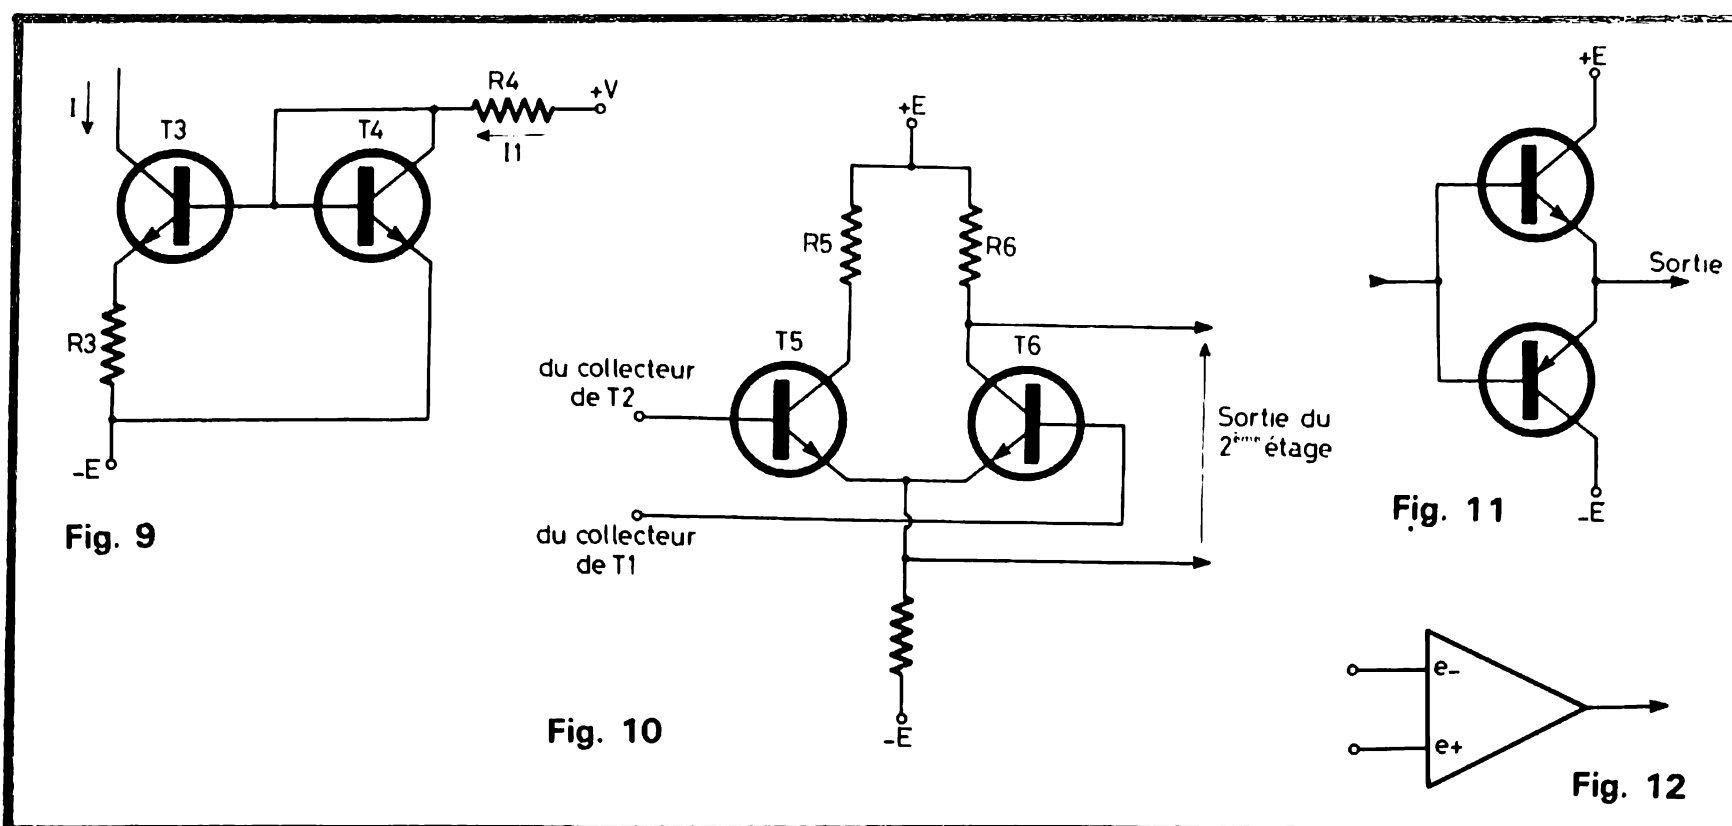 I
T3
T4
R4
+V
I1
R3
-E
Fig. 9
+E
R5
R6
T5
T6
du collecteur
de T2
du collecteur
de T1
Sortie du
2ème étage
-E
Fig. 10
+E
Sortie
-E
Fig. 11
e-
e+
Fig. 12